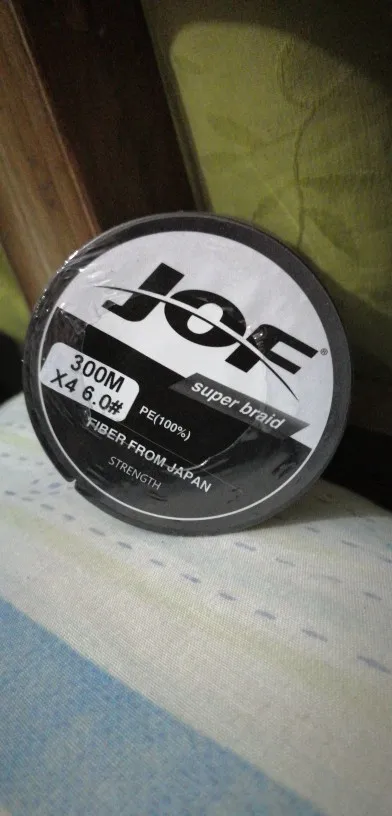 JOF®
super braid
300M
X4 6.0#
PE(100%)
FIBER FROM JAPAN
STRENGTH